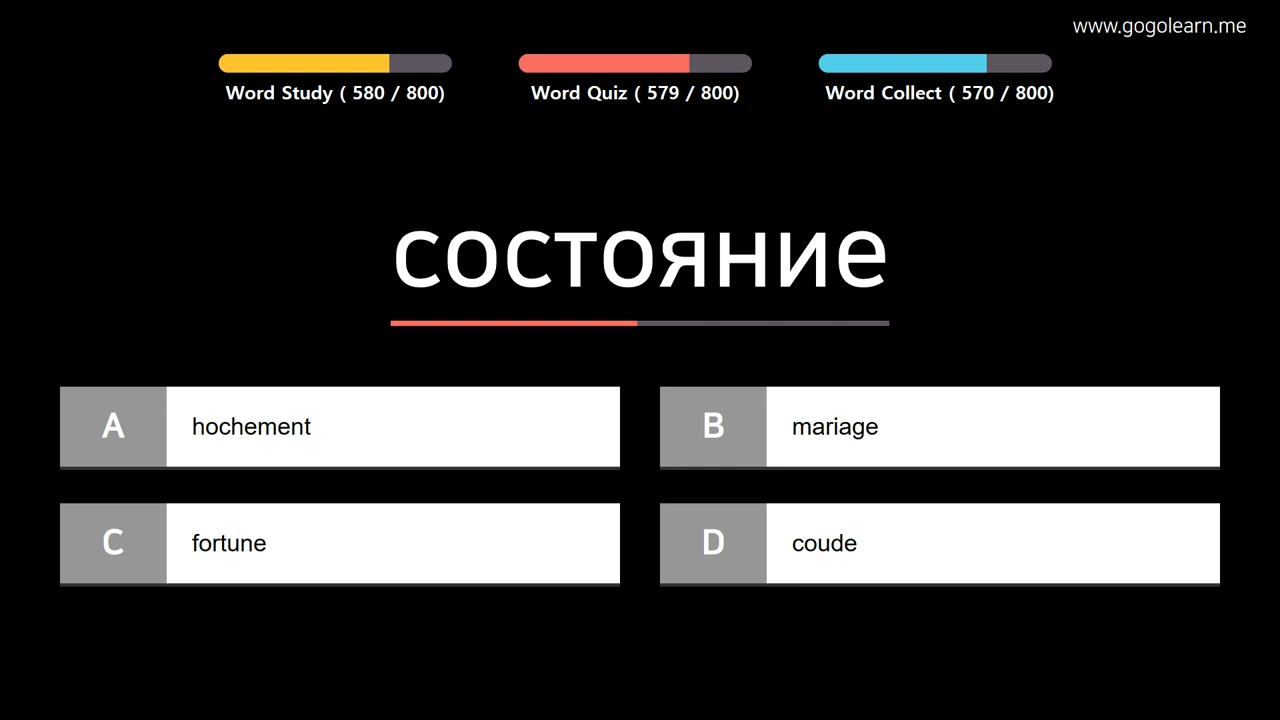 www.gogolearn.me
Word Study ( 580 / 800)
Word Quiz ( 579 / 800)
Word Collect ( 570 / 800)
состояние
A hochement
B mariage
C fortune
D coude